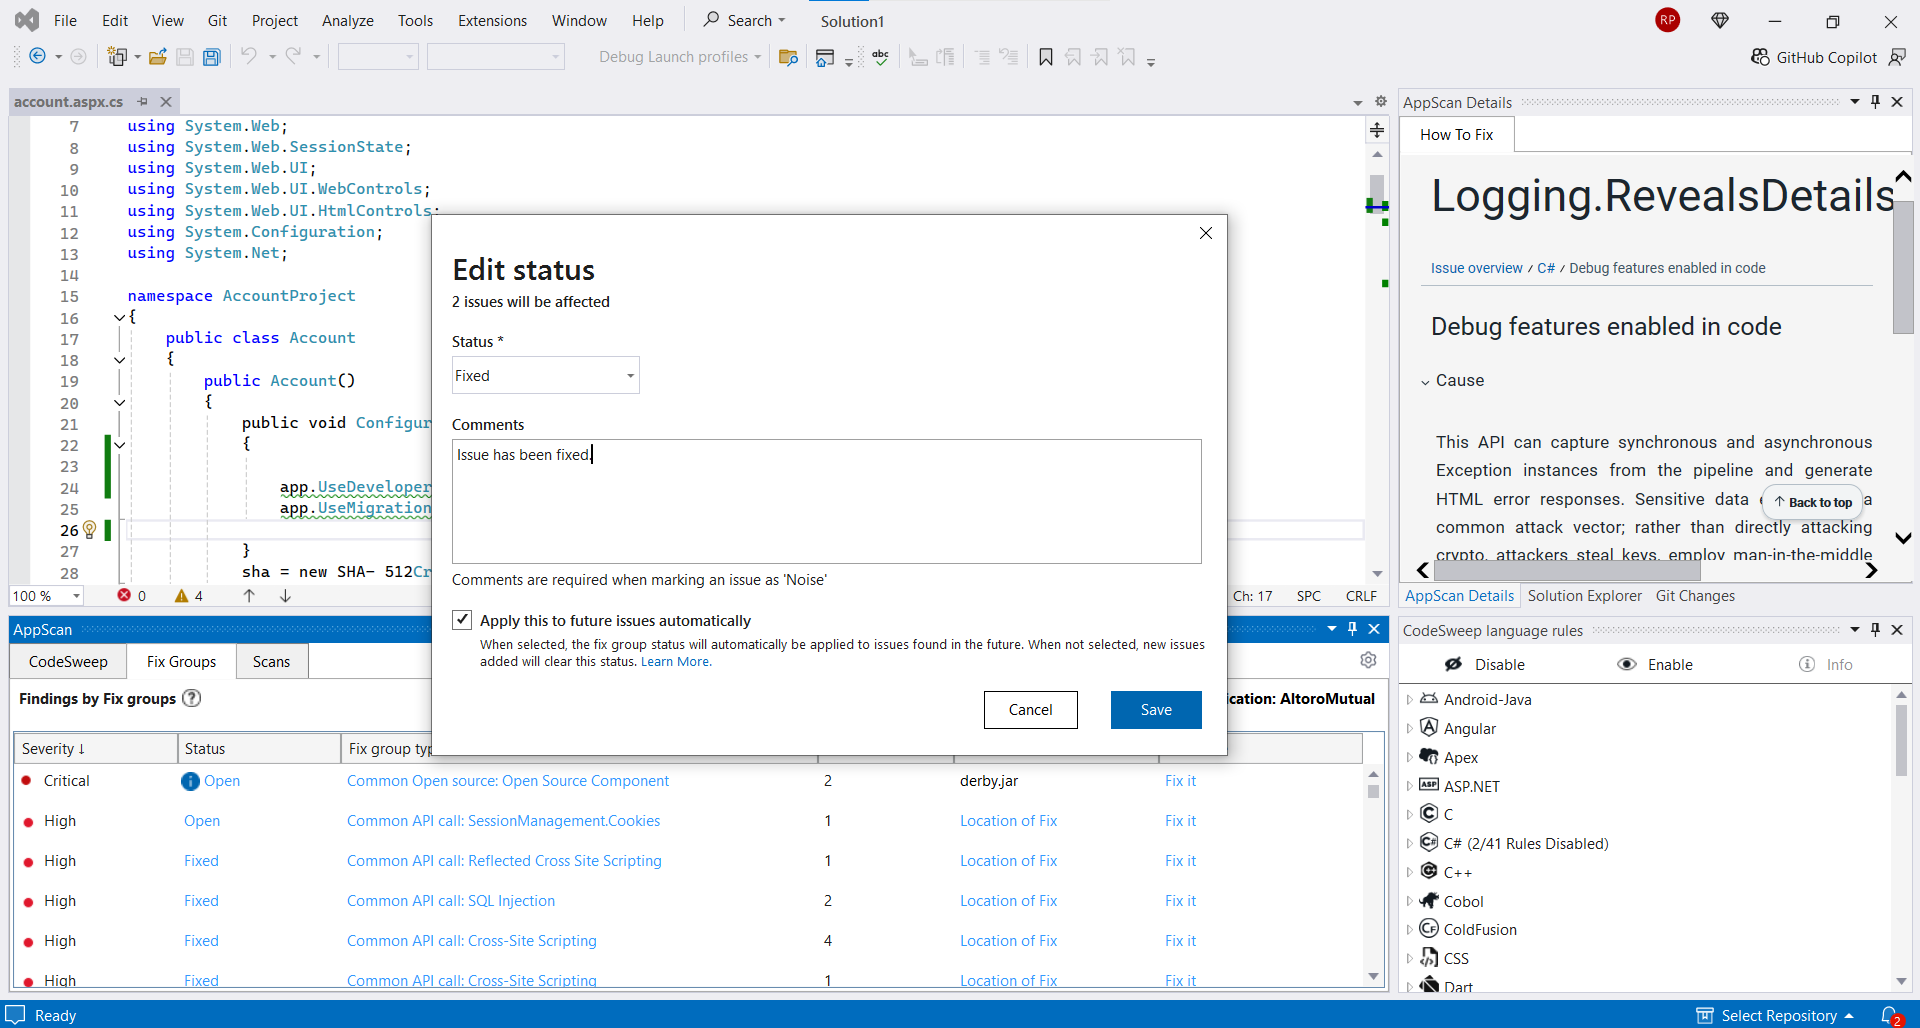 File Edit View Git Project Analyze Tools Extensions Window Help Search Solution1 RP
Debug Launch profiles abc GitHub Copilot
account.aspx.cs
7 using System.Web;
8 using System.Web.SessionState;
9 using System.Web.UI;
10 using System.Web.UI.WebControls;
11 using System.Web.UI.HtmlControls;
12 using System.Configuration;
13 using System.Net;
14
15 namespace AccountProject
16 {
17 public class Account
18 {
19 public Account()
20 {
21 public void Configur
22 {
23
24 app.UseDeveloper
25 app.UseMigration
26
27 }
28 sha = new SHA- 512Cr
100 % 0 4 Ch: 17 SPC CRLF
Edit status
2 issues will be affected
Status *
Fixed
Comments
Issue has been fixed.
Comments are required when marking an issue as 'Noise'
Apply this to future issues automatically
When selected, the fix group status will automatically be applied to issues found in the future. When not selected, new issues
added will clear this status. Learn More.
Cancel Save
AppScan Details
How To Fix
Logging.RevealsDetails
Issue overview / C# / Debug features enabled in code
Debug features enabled in code
Cause
This API can capture synchronous and asynchronous
Exception instances from the pipeline and generate
HTML error responses. Sensitive data a
Back to top
common attack vector; rather than directly attacking
crypto, attackers steal keys, employ man-in-the-middle
AppScan Details Solution Explorer Git Changes
AppScan
CodeSweep Fix Groups Scans
Findings by Fix groups ? ication: AltoroMutual
Severity ↓ Status Fix group typ
Critical i Open Common Open source: Open Source Component 2 derby.jar Fix it
High Open Common API call: SessionManagement.Cookies 1 Location of Fix Fix it
High Fixed Common API call: Reflected Cross Site Scripting 1 Location of Fix Fix it
High Fixed Common API call: SQL Injection 2 Location of Fix Fix it
High Fixed Common API call: Cross-Site Scripting 4 Location of Fix Fix it
High Fixed Common API call: Cross-Site Scripting 1 Location of Fix Fix it
CodeSweep language rules
Disable Enable Info
Android-Java
Angular
Apex
ASP ASP.NET
C C
C# C# (2/41 Rules Disabled)
C++
Cobol
CF ColdFusion
CSS
Dart
Ready Select Repository 2